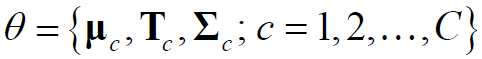 θ = {μ_c, T_c, Σ_c; c = 1, 2, …, C}